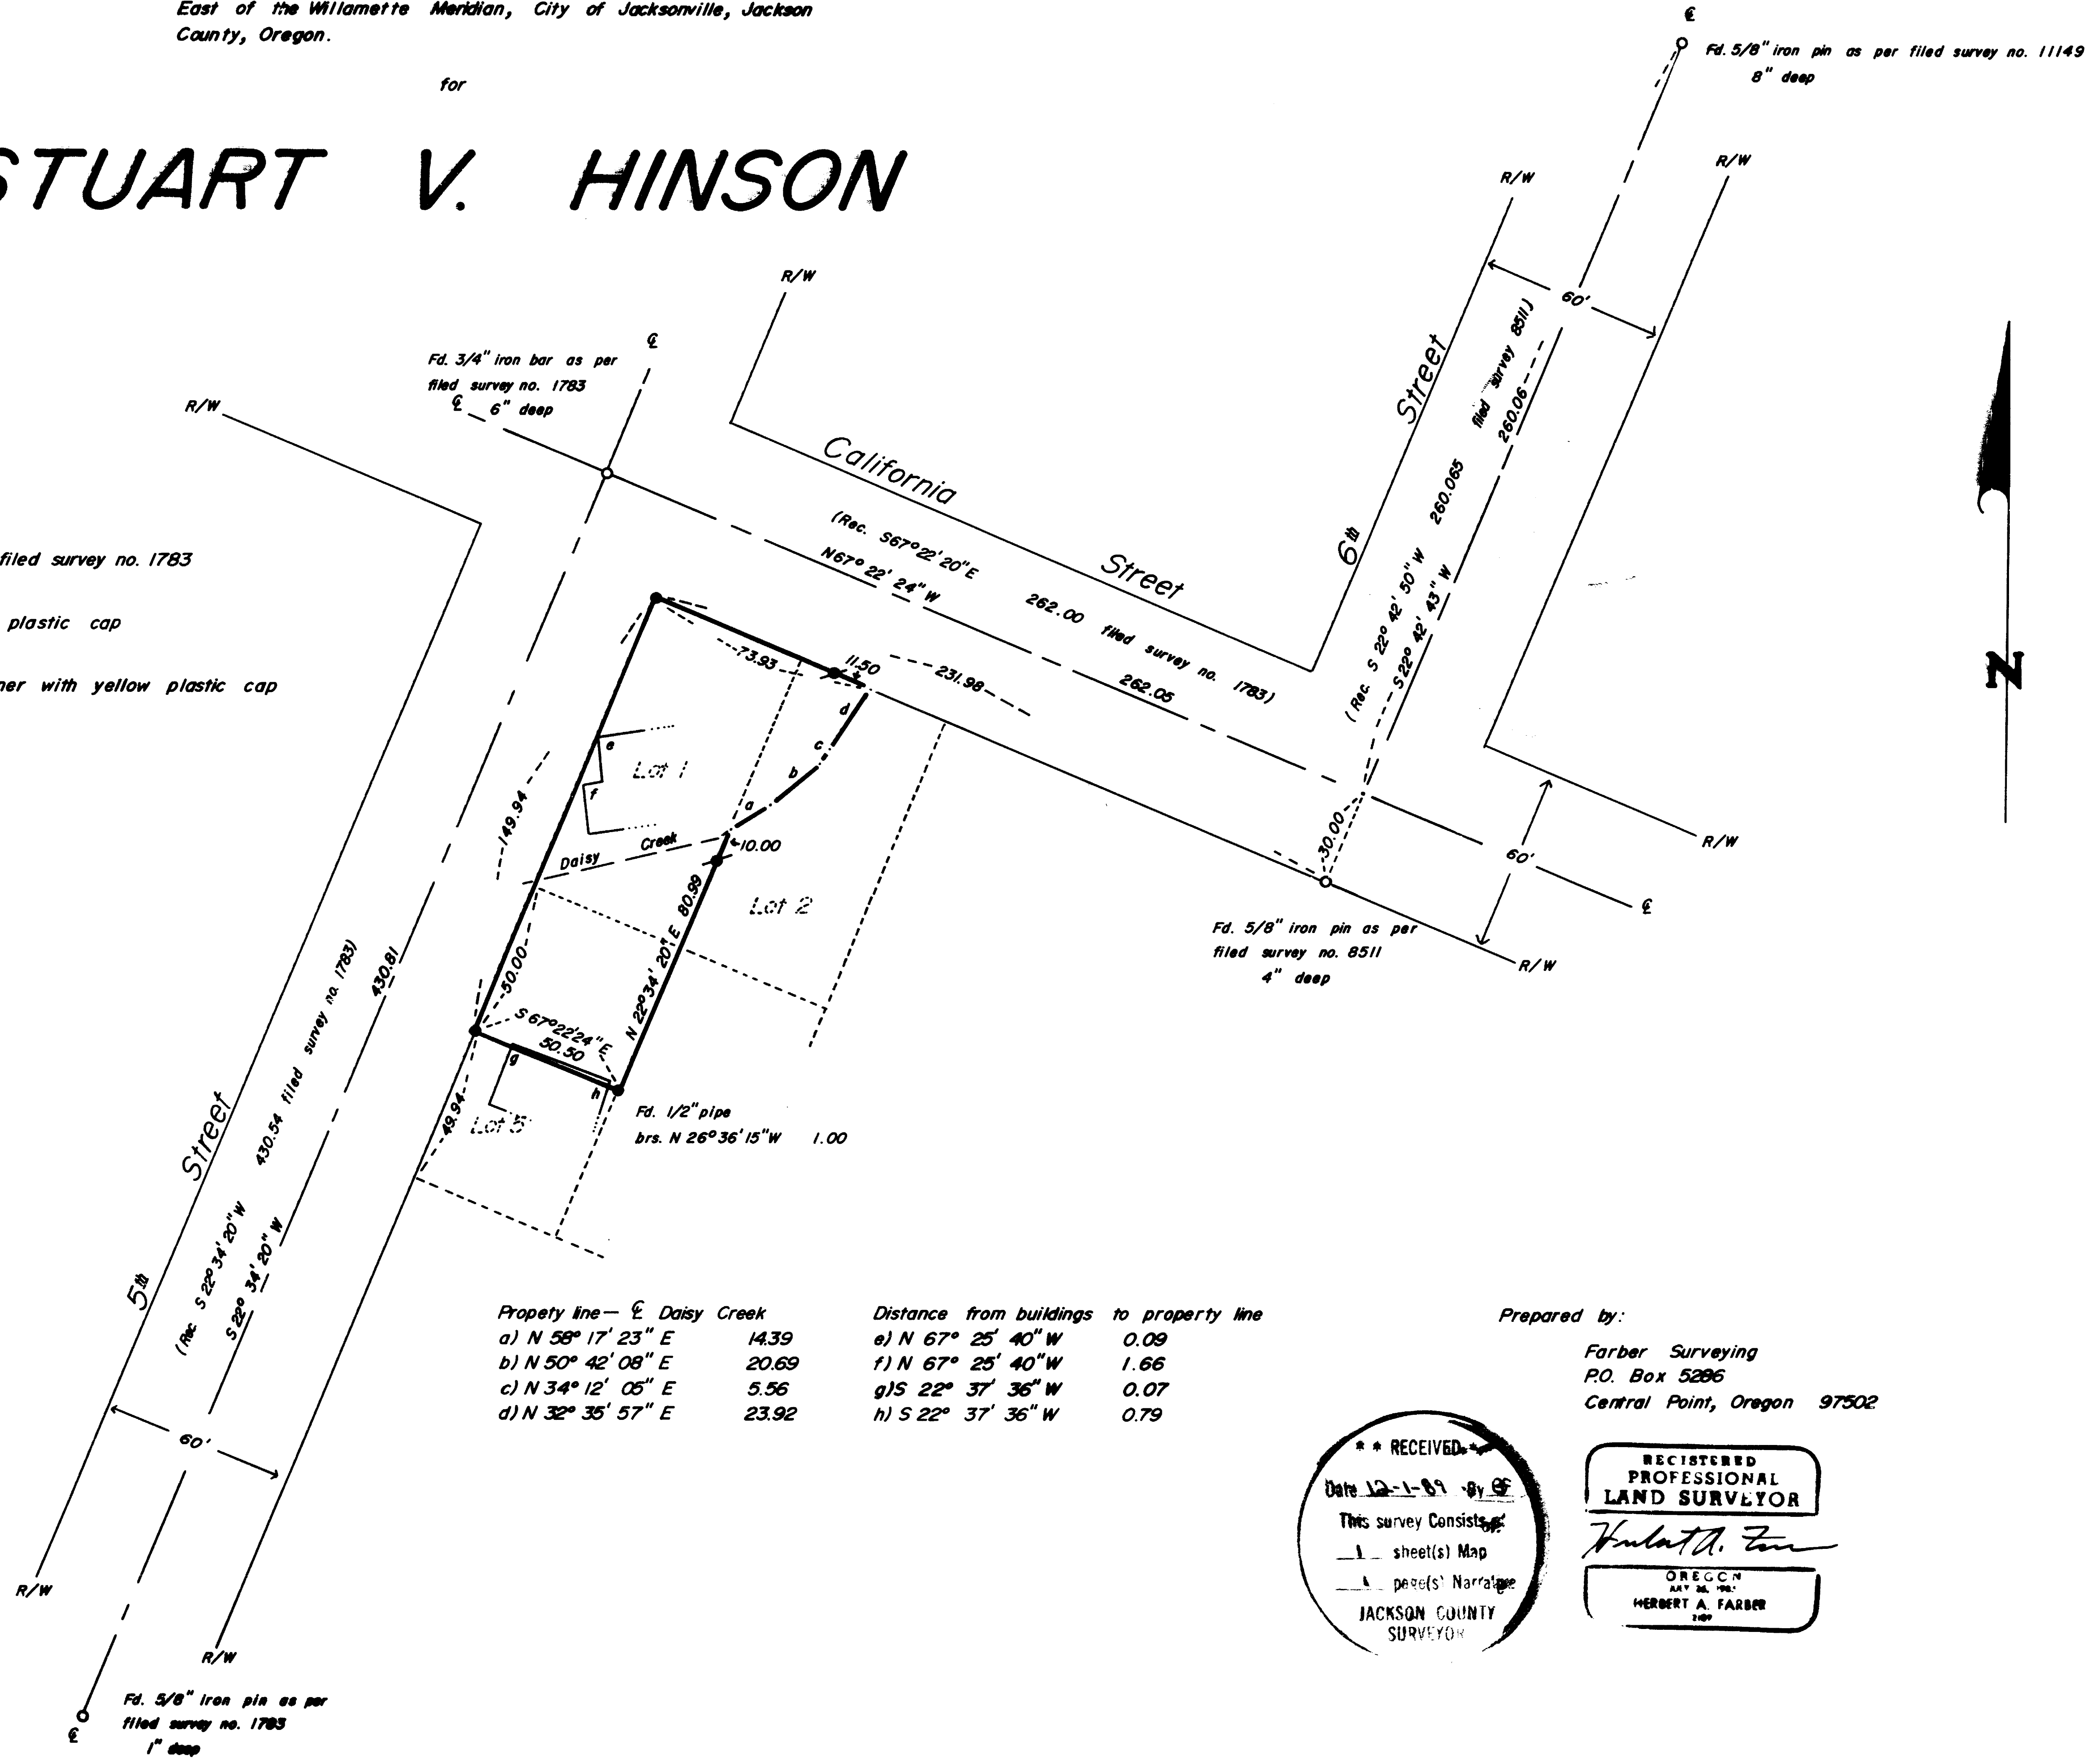 East of the Willamette Meridian, City of Jacksonville, Jackson
County, Oregon.
for
STUART V. HINSON
℄
Fd. 5/8" iron pin as per filed survey no. 11149
8" deep
R/W
R/W
R/W
60'
Fd. 3/4" iron bar as per
filed survey no. 1783
6" deep
℄
℄
R/W
California Street
(Rec. S67° 22' 20" E 262.00 filed survey no. 1783)
N67° 22' 24" W 262.05
6th Street
(Rec. S 22° 42' 50" W 260.065 filed survey 8511)
S 22° 42' 43" W 260.06
N
filed survey no. 1783
plastic cap
ner with yellow plastic cap
73.93
11.50
231.98
d
c
b
a
e
Lot 1
f
149.94
Daisy Creek
10.00
Lot 2
N 22° 34' 20" E 80.99
50.00
S 67° 22' 24" E
50.50
g
h
49.94
Lot 5
Fd. 1/2" pipe
brs. N 26° 36' 15" W 1.00
30.00
60'
R/W
℄
R/W
Fd. 5/8" iron pin as per
filed survey no. 8511
4" deep
5th Street
(Rec. S 22° 34' 20" W 430.54 filed survey no. 1783)
S 22° 34' 20" W 430.81
60'
R/W
R/W
℄
Fd. 5/8" iron pin as per
filed survey no. 1783
1" deep
Propety line — ℄ Daisy Creek
a) N 58° 17' 23" E 14.39
b) N 50° 42' 08" E 20.69
c) N 34° 12' 05" E 5.56
d) N 32° 35' 57" E 23.92
Distance from buildings to property line
e) N 67° 25' 40" W 0.09
f) N 67° 25' 40" W 1.66
g) S 22° 37' 36" W 0.07
h) S 22° 37' 36" W 0.79
Prepared by:
Farber Surveying
P.O. Box 5286
Central Point, Oregon 97502
* * RECEIVED * *
Date 12-1-89 By
This survey Consists of:
1 sheet(s) Map
1 page(s) Narrative
JACKSON COUNTY
SURVEYOR
REGISTERED
PROFESSIONAL
LAND SURVEYOR
OREGON
HERBERT A. FARBER
2189